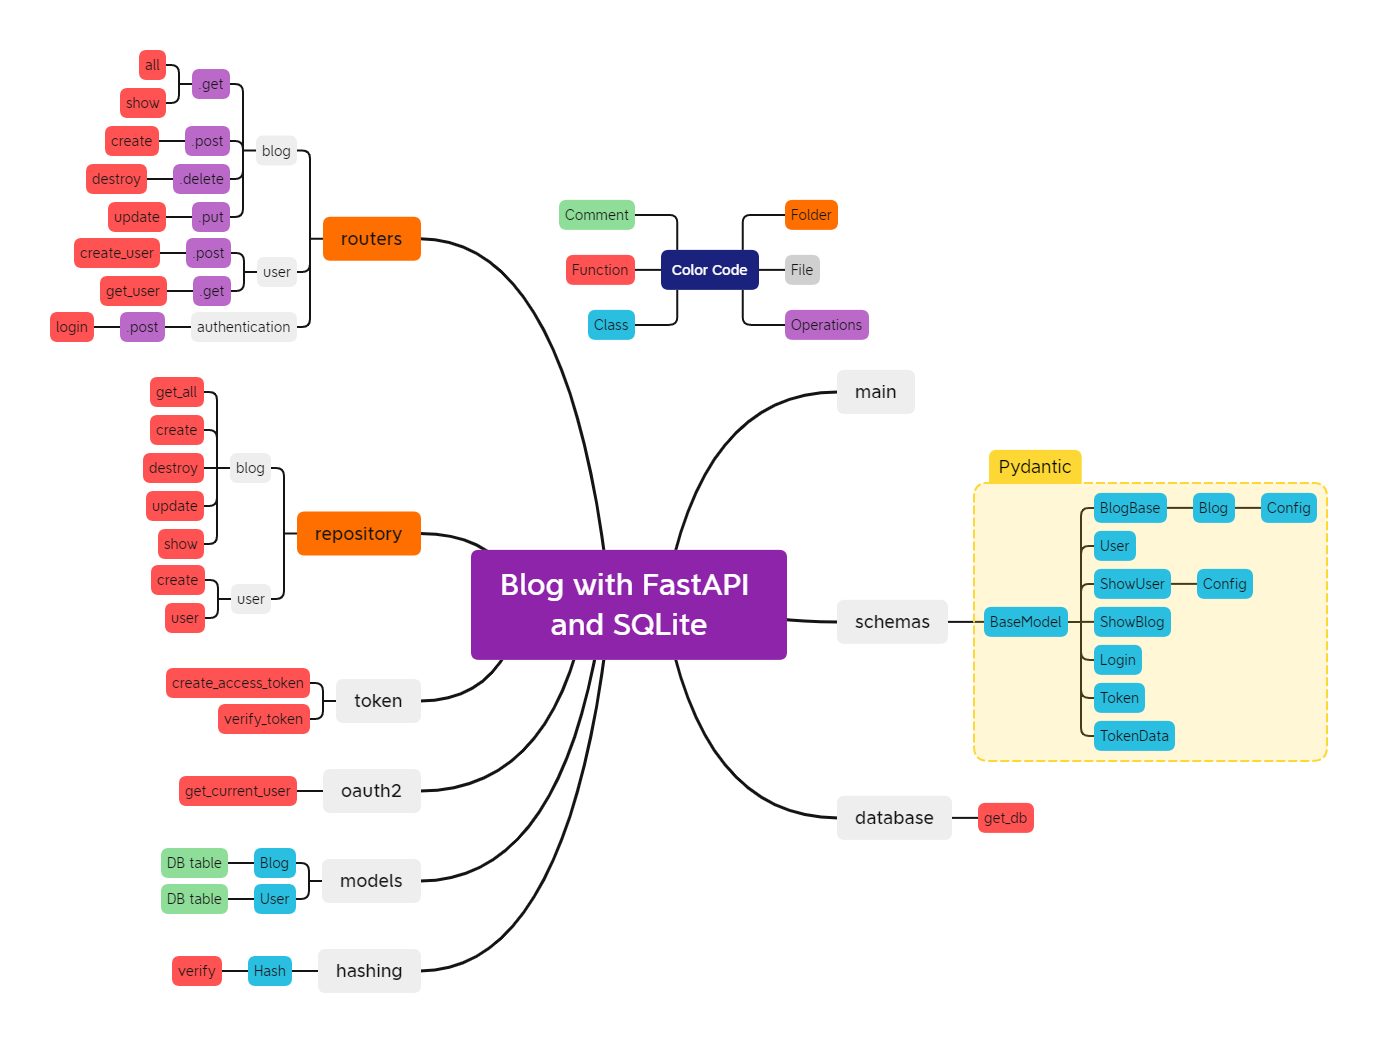 all
.get
show
create
.post
blog
destroy
.delete
update
.put
routers
create_user
.post
user
get_user
.get
login
.post
authentication
Comment
Folder
Function
Color Code
File
Class
Operations
get_all
create
destroy
blog
update
show
repository
create
user
user
Blog with FastAPI
and SQLite
main
Pydantic
BlogBase
Blog
Config
User
ShowUser
Config
schemas
BaseModel
ShowBlog
Login
Token
TokenData
create_access_token
token
verify_token
get_current_user
oauth2
database
get_db
DB table
Blog
models
DB table
User
verify
Hash
hashing